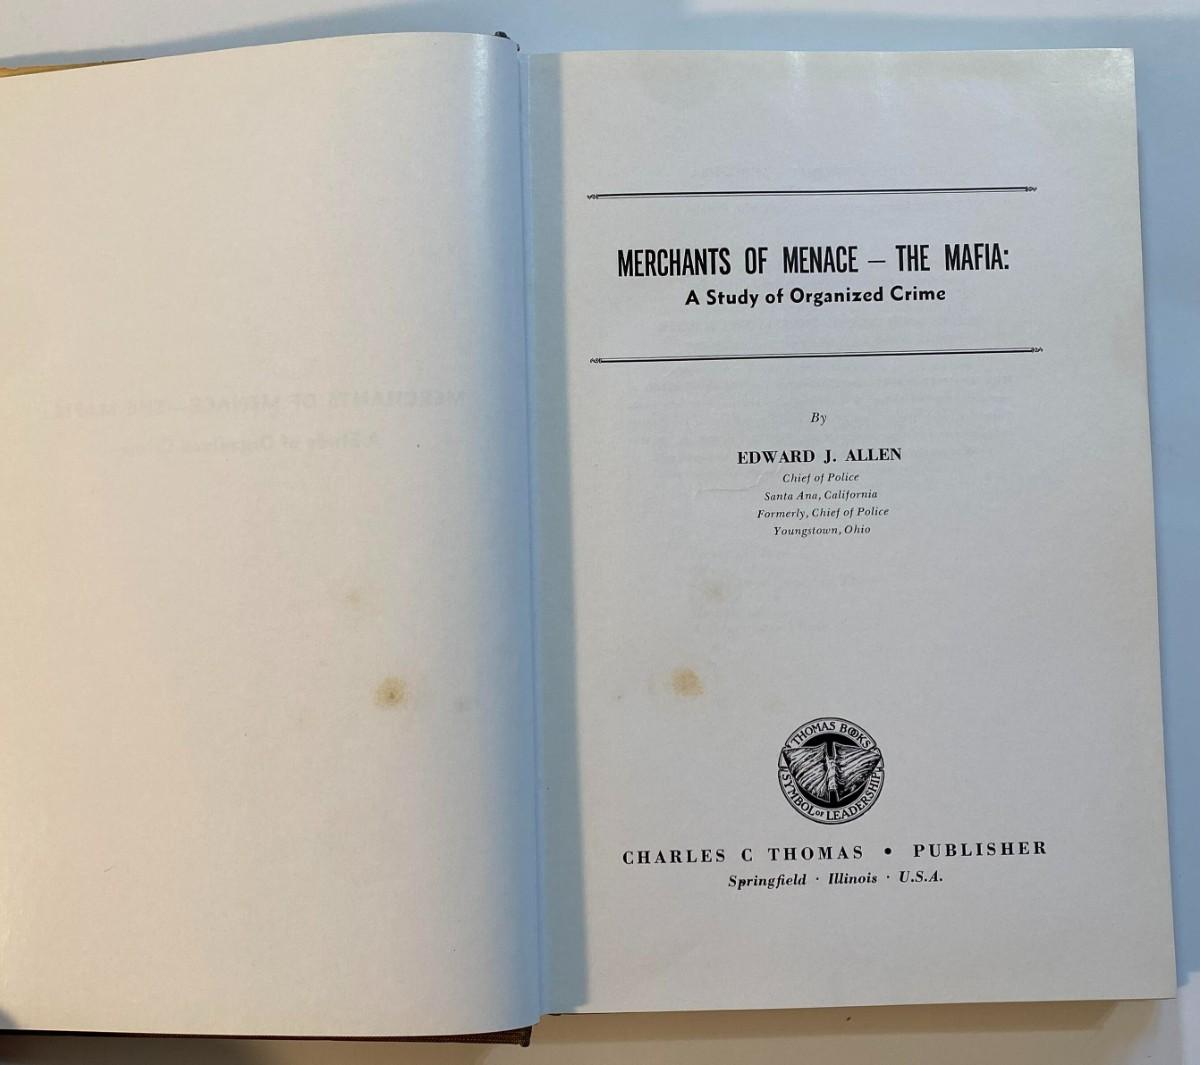 MERCHANTS OF MENACE – THE MAFIA:
A Study of Organized Crime
By
EDWARD J. ALLEN
Chief of Police
Santa Ana, California
Formerly, Chief of Police
Youngstown, Ohio
THOMAS BOOKS
SYMBOL OF LEADERSHIP
CHARLES C THOMAS • PUBLISHER
Springfield · Illinois · U.S.A.